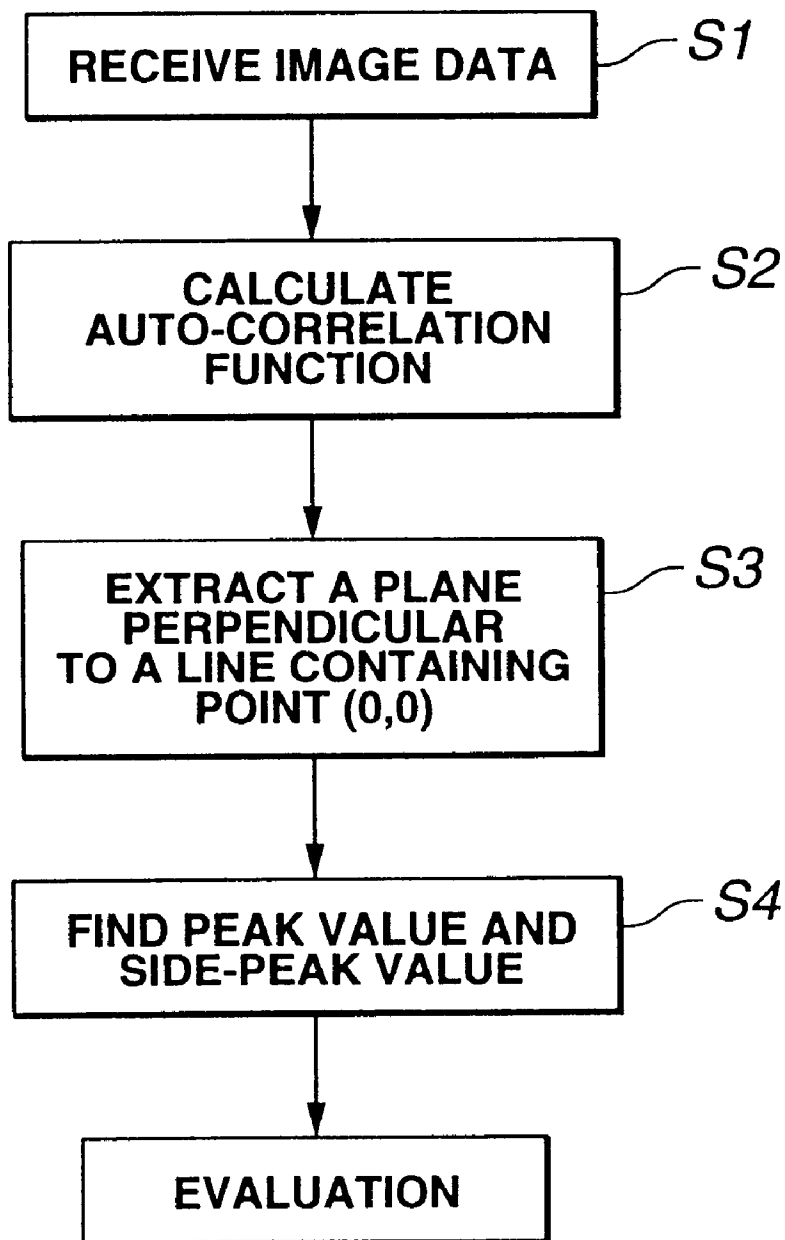 RECEIVE IMAGE DATA
S1
CALCULATE
AUTO-CORRELATION
FUNCTION
S2
EXTRACT A PLANE
PERPENDICULAR
TO A LINE CONTAINING
POINT (0,0)
S3
FIND PEAK VALUE AND
SIDE-PEAK VALUE
S4
EVALUATION